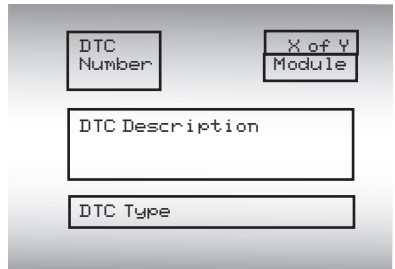 DTC
Number
X of Y
Module
DTC Description
DTC Type